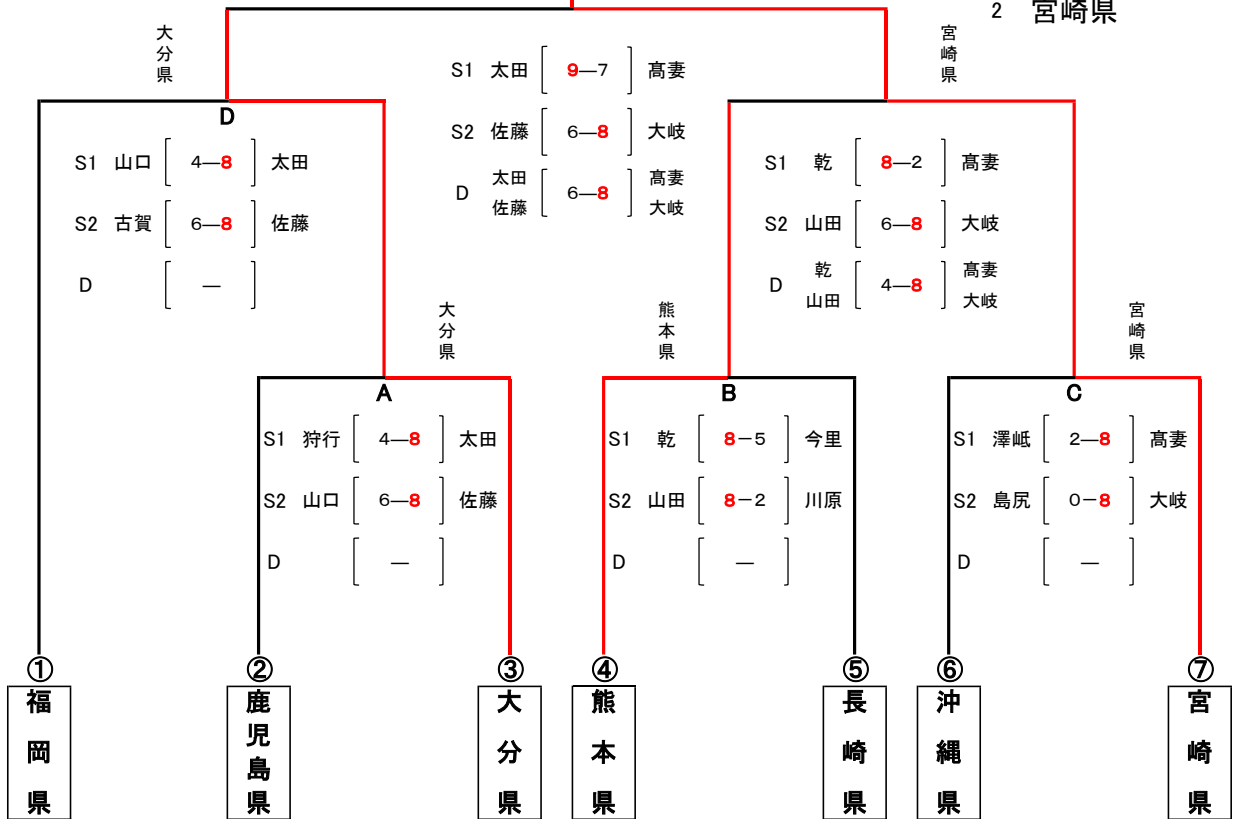 2 宮崎県
大分県
宮崎県
S1 太田 9—7 髙妻
S2 佐藤 6—8 大岐
D 太田 佐藤 6—8 髙妻 大岐
D
S1 山口 4—8 太田
S2 古賀 6—8 佐藤
D —
S1 乾 8—2 髙妻
S2 山田 6—8 大岐
D 乾 山田 4—8 髙妻 大岐
大分県
熊本県
宮崎県
A
S1 狩行 4—8 太田
S2 山口 6—8 佐藤
D —
B
S1 乾 8−5 今里
S2 山田 8−2 川原
D —
C
S1 澤岻 2—8 髙妻
S2 島尻 0−8 大岐
D —
① 福岡県
② 鹿児島県
③ 大分県
④ 熊本県
⑤ 長崎県
⑥ 沖縄県
⑦ 宮崎県